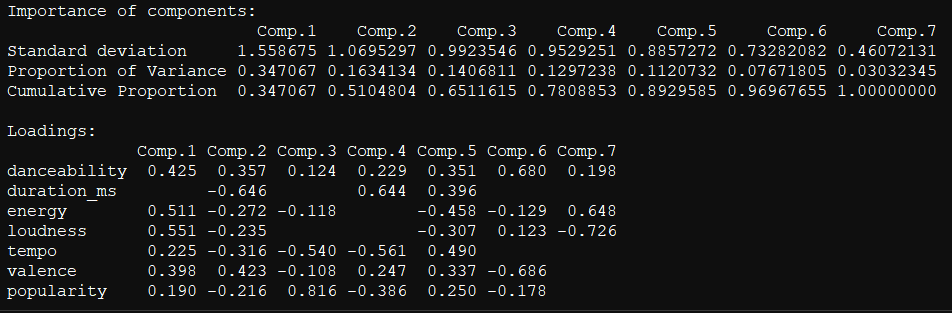 Importance of components:
                         Comp.1    Comp.2    Comp.3    Comp.4    Comp.5     Comp.6     Comp.7
Standard deviation     1.558675 1.0695297 0.9923546 0.9529251 0.8857272 0.73282082 0.46072131
Proportion of Variance 0.347067 0.1634134 0.1406811 0.1297238 0.1120732 0.07671805 0.03032345
Cumulative Proportion  0.347067 0.5104804 0.6511615 0.7808853 0.8929585 0.96967655 1.00000000

Loadings:
             Comp.1 Comp.2 Comp.3 Comp.4 Comp.5 Comp.6 Comp.7
danceability  0.425  0.357  0.124  0.229  0.351  0.680  0.198
duration_ms         -0.646         0.644  0.396
energy        0.511 -0.272 -0.118        -0.458 -0.129  0.648
loudness      0.551 -0.235               -0.307  0.123 -0.726
tempo         0.225 -0.316 -0.540 -0.561  0.490
valence       0.398  0.423 -0.108  0.247  0.337 -0.686
popularity    0.190 -0.216  0.816 -0.386  0.250 -0.178